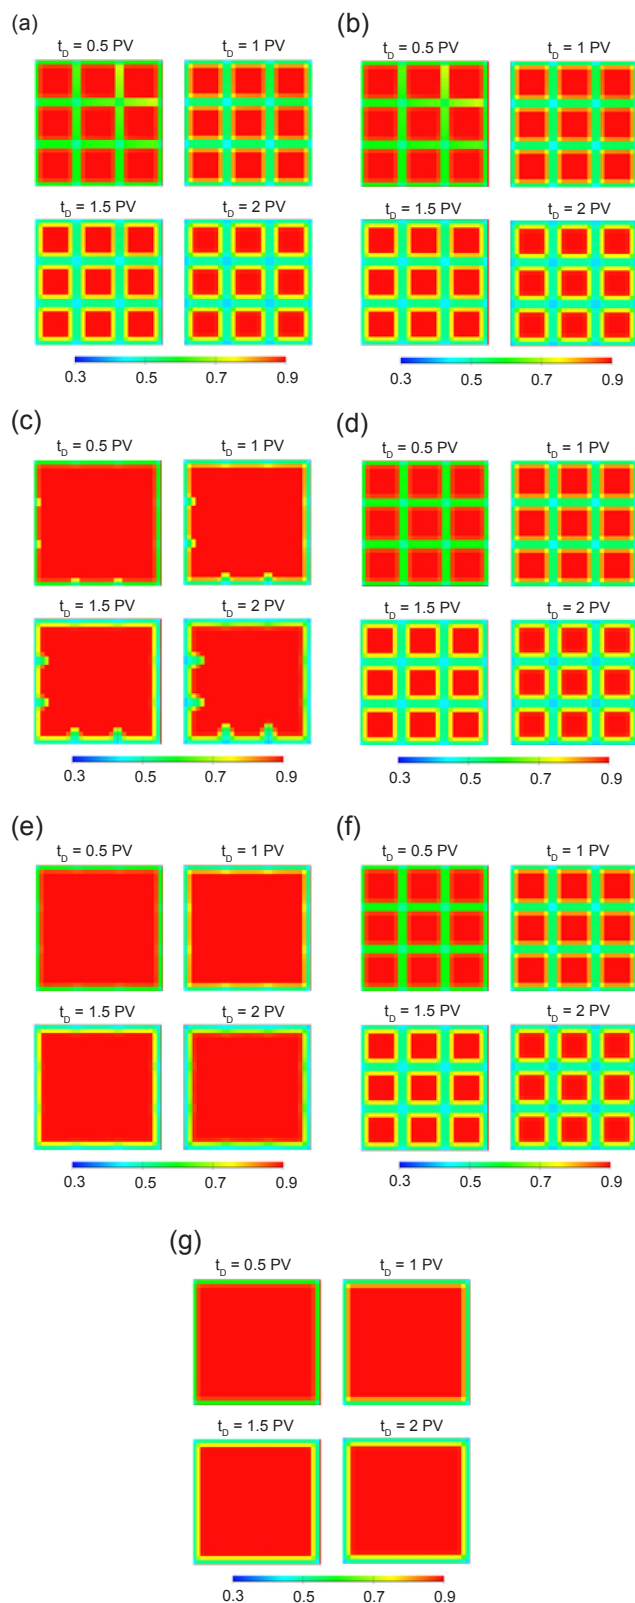 (a)
(b)
t_D = 0.5 PV
t_D = 1 PV
t_D = 0.5 PV
t_D = 1 PV
t_D = 1.5 PV
t_D = 2 PV
t_D = 1.5 PV
t_D = 2 PV
0.3 0.5 0.7 0.9
0.3 0.5 0.7 0.9
(c)
(d)
t_D = 0.5 PV
t_D = 1 PV
t_D = 0.5 PV
t_D = 1 PV
t_D = 1.5 PV
t_D = 2 PV
t_D = 1.5 PV
t_D = 2 PV
0.3 0.5 0.7 0.9
0.3 0.5 0.7 0.9
(e)
(f)
t_D = 0.5 PV
t_D = 1 PV
t_D = 0.5 PV
t_D = 1 PV
t_D = 1.5 PV
t_D = 2 PV
t_D = 1.5 PV
t_D = 2 PV
0.3 0.5 0.7 0.9
0.3 0.5 0.7 0.9
(g)
t_D = 0.5 PV
t_D = 1 PV
t_D = 1.5 PV
t_D = 2 PV
0.3 0.5 0.7 0.9